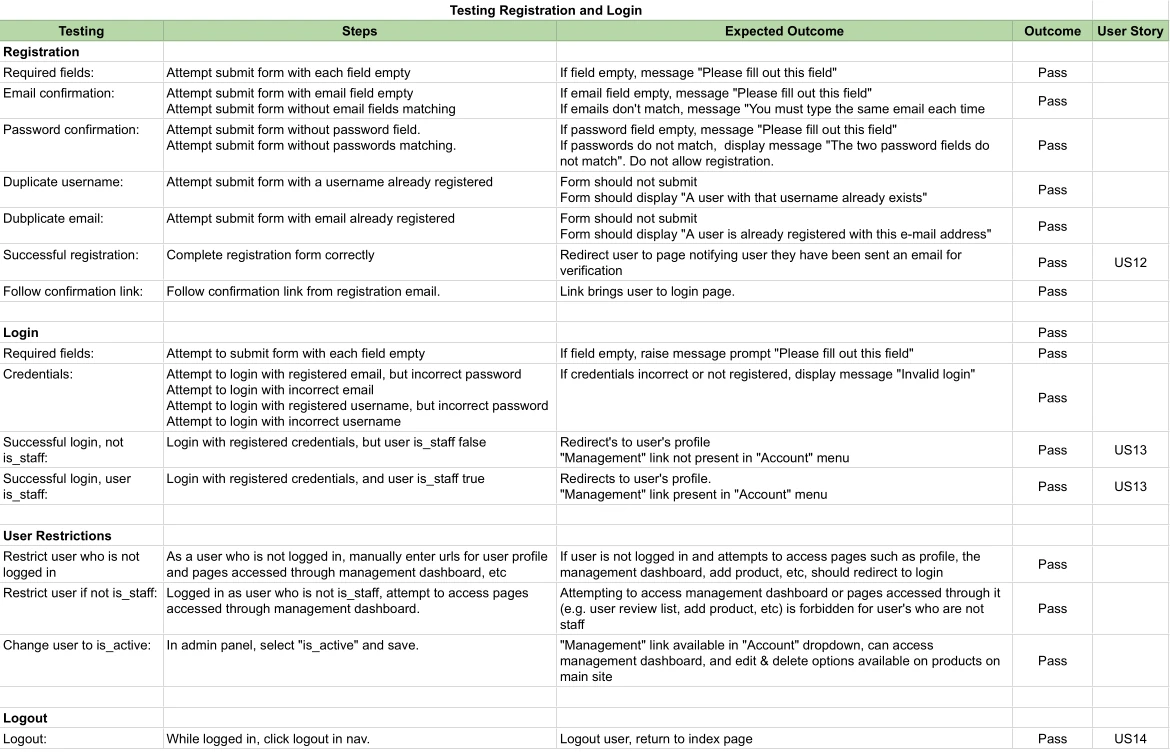 Testing Registration and Login
Testing Steps Expected Outcome Outcome User Story
Registration
Required fields: Attempt submit form with each field empty If field empty, message "Please fill out this field" Pass
Email confirmation: Attempt submit form with email field empty If email field empty, message "Please fill out this field"
Attempt submit form without email fields matching If emails don't match, message "You must type the same email each time Pass
Password confirmation: Attempt submit form without password field. If password field empty, message "Please fill out this field"
Attempt submit form without passwords matching. If passwords do not match,  display message "The two password fields do Pass
not match". Do not allow registration.
Duplicate username: Attempt submit form with a username already registered Form should not submit
Form should display "A user with that username already exists" Pass
Dubplicate email: Attempt submit form with email already registered Form should not submit
Form should display "A user is already registered with this e-mail address" Pass
Successful registration: Complete registration form correctly Redirect user to page notifying user they have been sent an email for Pass US12
verification
Follow confirmation link: Follow confirmation link from registration email. Link brings user to login page. Pass
Login Pass
Required fields: Attempt to submit form with each field empty If field empty, raise message prompt "Please fill out this field" Pass
Credentials: Attempt to login with registered email, but incorrect password If credentials incorrect or not registered, display message "Invalid login"
Attempt to login with incorrect email Pass
Attempt to login with registered username, but incorrect password
Attempt to login with incorrect username
Successful login, not Login with registered credentials, but user is_staff false Redirect's to user's profile Pass US13
is_staff: "Management" link not present in "Account" menu
Successful login, user Login with registered credentials, and user is_staff true Redirects to user's profile. Pass US13
is_staff: "Management" link present in "Account" menu
User Restrictions
Restrict user who is not As a user who is not logged in, manually enter urls for user profile If user is not logged in and attempts to access pages such as profile, the Pass
logged in and pages accessed through management dashboard, etc management dashboard, add product, etc, should redirect to login
Restrict user if not is_staff: Logged in as user who is not is_staff, attempt to access pages Attempting to access management dashboard or pages accessed through it
accessed through management dashboard. (e.g. user review list, add product, etc) is forbidden for user's who are not Pass
staff
Change user to is_active: In admin panel, select "is_active" and save. "Management" link available in "Account" dropdown, can access
management dashboard, and edit & delete options available on products on Pass
main site
Logout
Logout: While logged in, click logout in nav. Logout user, return to index page Pass US14